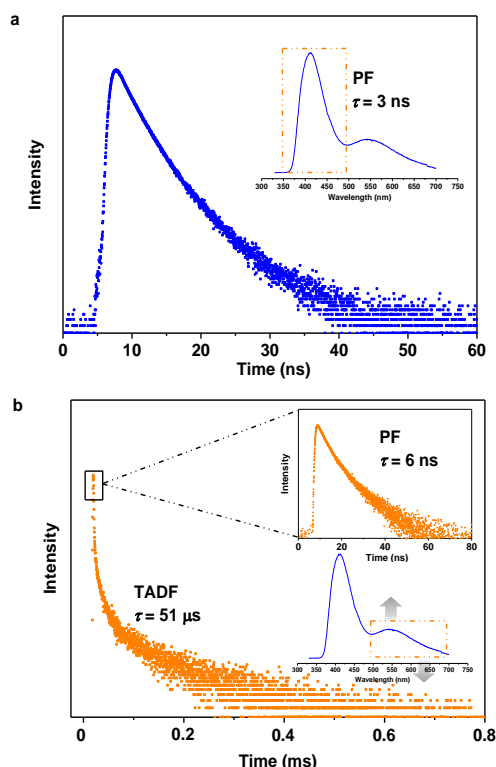 a
PF
τ = 3 ns
300 350 400 450 500 550 600 650 700 750
Wavelength (nm)
Intensity
0 10 20 30 40 50 60
Time (ns)
b
PF
τ = 6 ns
Intensity
0 20 40 60 80
Time (ns)
TADF
τ = 51 μs
Intensity
300 350 400 450 500 550 600 650 700 750
Wavelength (nm)
0 0.2 0.4 0.6 0.8
Time (ms)